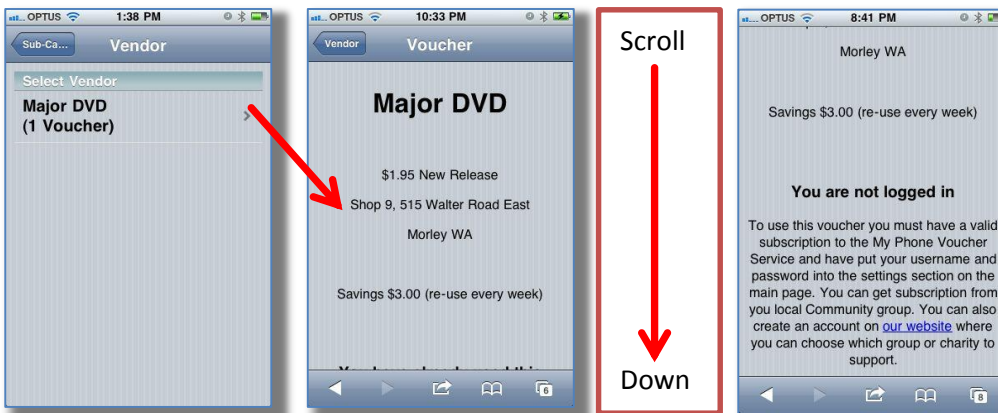 OPTUS 1:38 PM
Sub-Ca... Vendor
Select Vendor
Major DVD
(1 Voucher)
OPTUS 10:33 PM
Vendor Voucher
Major DVD
$1.95 New Release
Shop 9, 515 Walter Road East
Morley WA
Savings $3.00 (re-use every week)
6
Scroll
Down
OPTUS 8:41 PM
Morley WA
Savings $3.00 (re-use every week)
You are not logged in
To use this voucher you must have a valid
subscription to the My Phone Voucher
Service and have put your username and
password into the settings section on the
main page. You can get subscription from
you local Community group. You can also
create an account on our website where
you can choose which group or charity to
support.
8